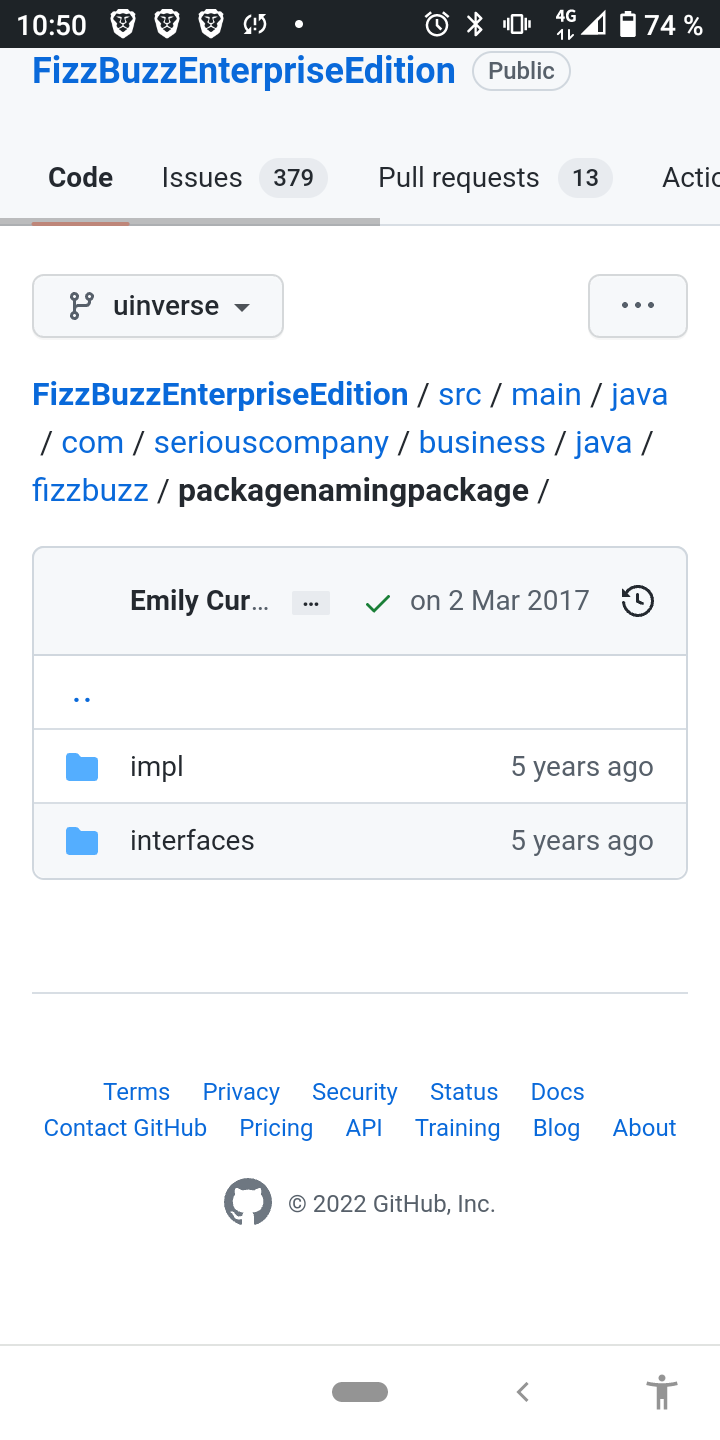 10:50 4G 74 %
FizzBuzzEnterpriseEdition Public
Code Issues 379 Pull requests 13 Actic
uinverse ...
FizzBuzzEnterpriseEdition / src / main / java
/ com / seriouscompany / business / java /
fizzbuzz / packagenamingpackage /
Emily Cur... ... on 2 Mar 2017
..
impl 5 years ago
interfaces 5 years ago
Terms Privacy Security Status Docs
Contact GitHub Pricing API Training Blog About
© 2022 GitHub, Inc.